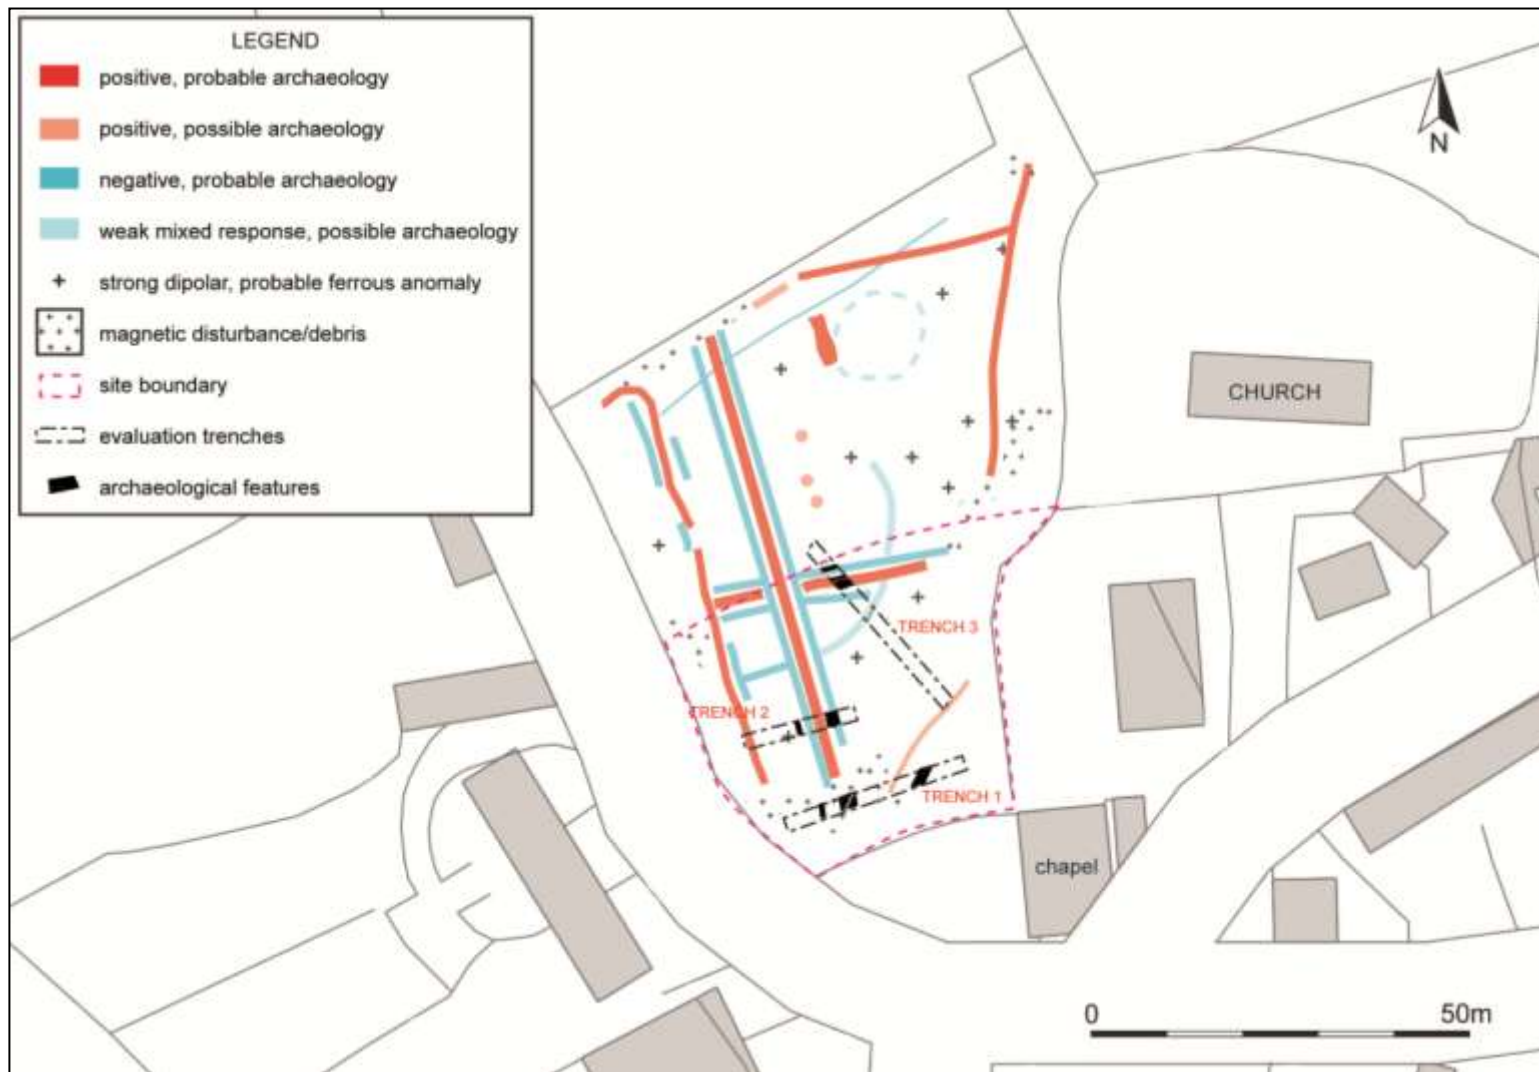 LEGEND
positive, probable archaeology
positive, possible archaeology
negative, probable archaeology
weak mixed response, possible archaeology
strong dipolar, probable ferrous anomaly
magnetic disturbance/debris
site boundary
evaluation trenches
archaeological features
N
CHURCH
TRENCH 3
TRENCH 2
TRENCH 1
chapel
0 50m